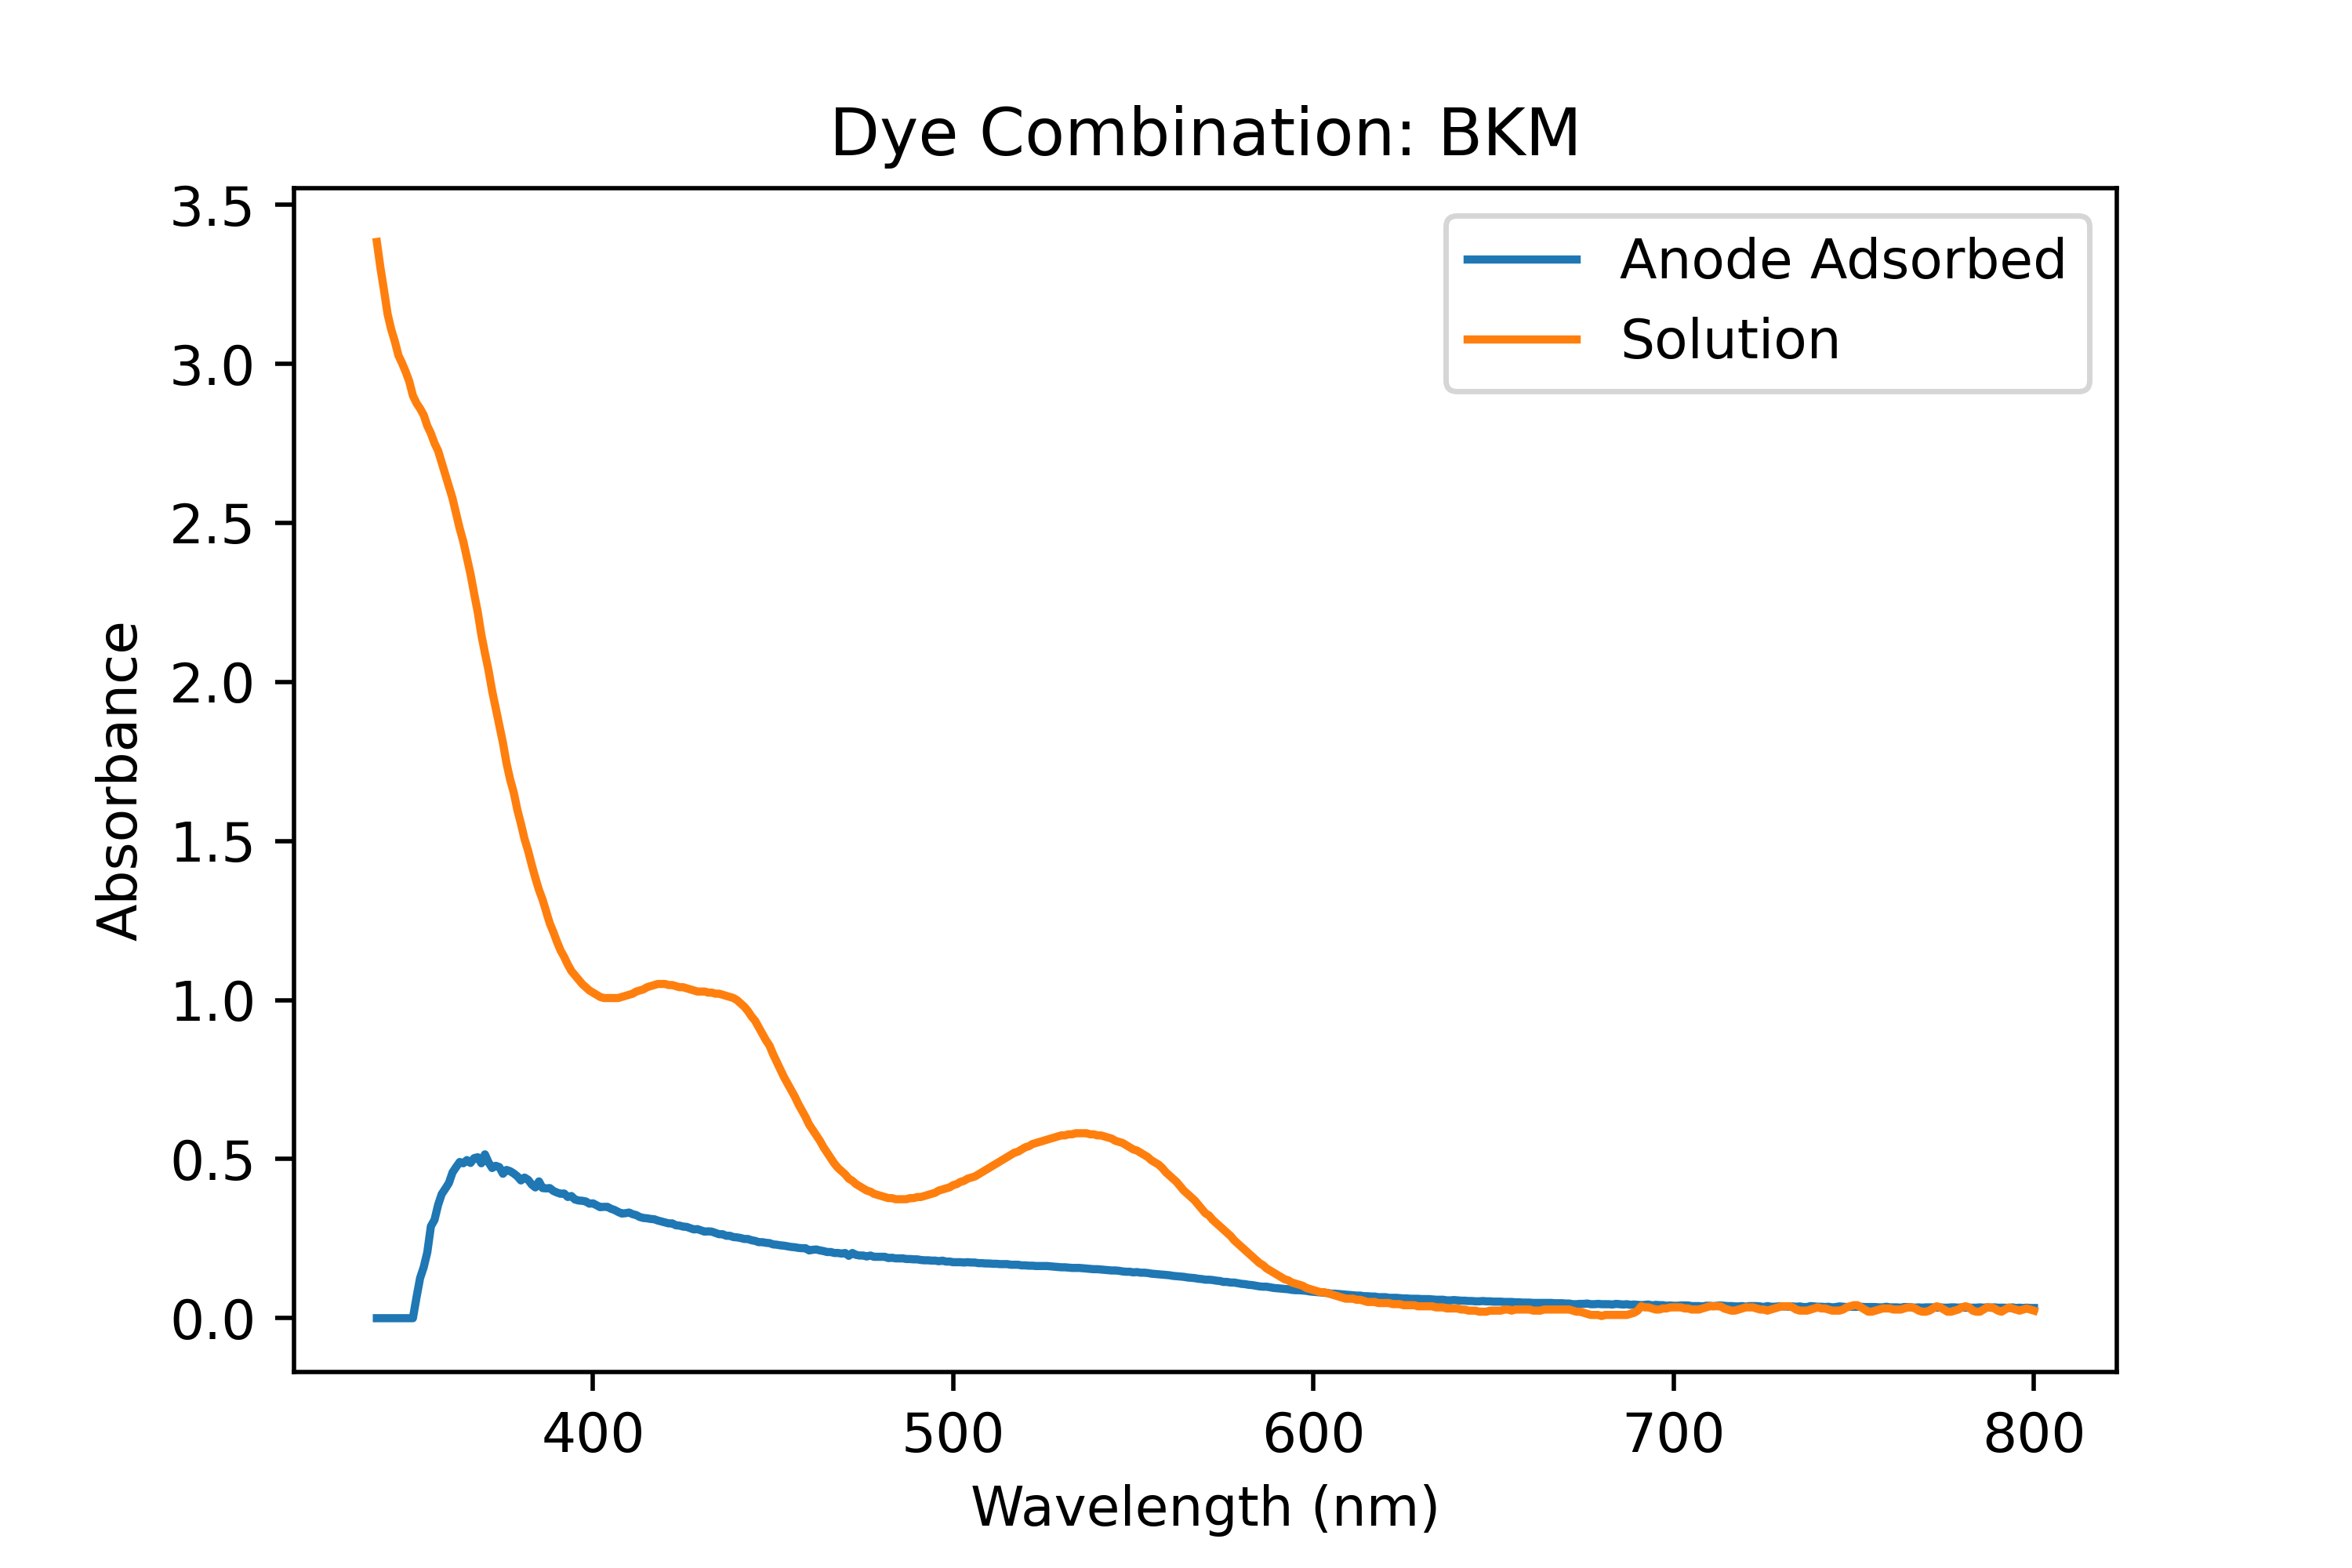 Dye Combination: BKM
Anode Adsorbed
Solution
3.5
3.0
2.5
2.0
1.5
1.0
0.5
0.0
Absorbance
400 500 600 700 800
Wavelength (nm)